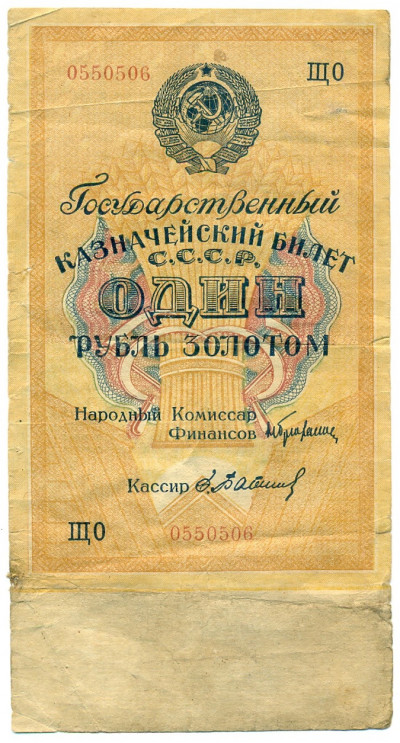 0550506 ЩО
Государственный
КАЗНАЧЕЙСКИЙ БИЛЕТ
С.С.С.Р.
ОДИН
РУБЛЬ ЗОЛОТОМ
Народный Комиссар
Финансов
Кассир
ЩО 0550506